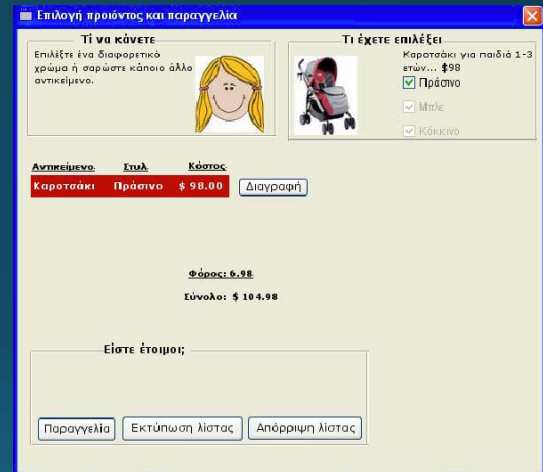 Επιλογή προιόντος και παραγγελία
Τί να κάνετε
Επιλέξτε ένα διαφορετικό
χρώμα ή σαρώστε κάποιο άλλο
αντικείμενο.
Τι έχετε επιλέξει
Καροτσάκι για παιδιά 1-3
ετών... $98
Πράσινο
Μπλε
Κόκκινο
Αντικείμενο Στυλ Κόστος
Καροτσάκι Πράσινο $ 98.00 Διαγραφή
Φόρος: 6.98
Σύνολο: $ 104.98
Είστε έτοιμοι;
Παραγγελία Εκτύπωση λίστας Απόρριψη λίστας